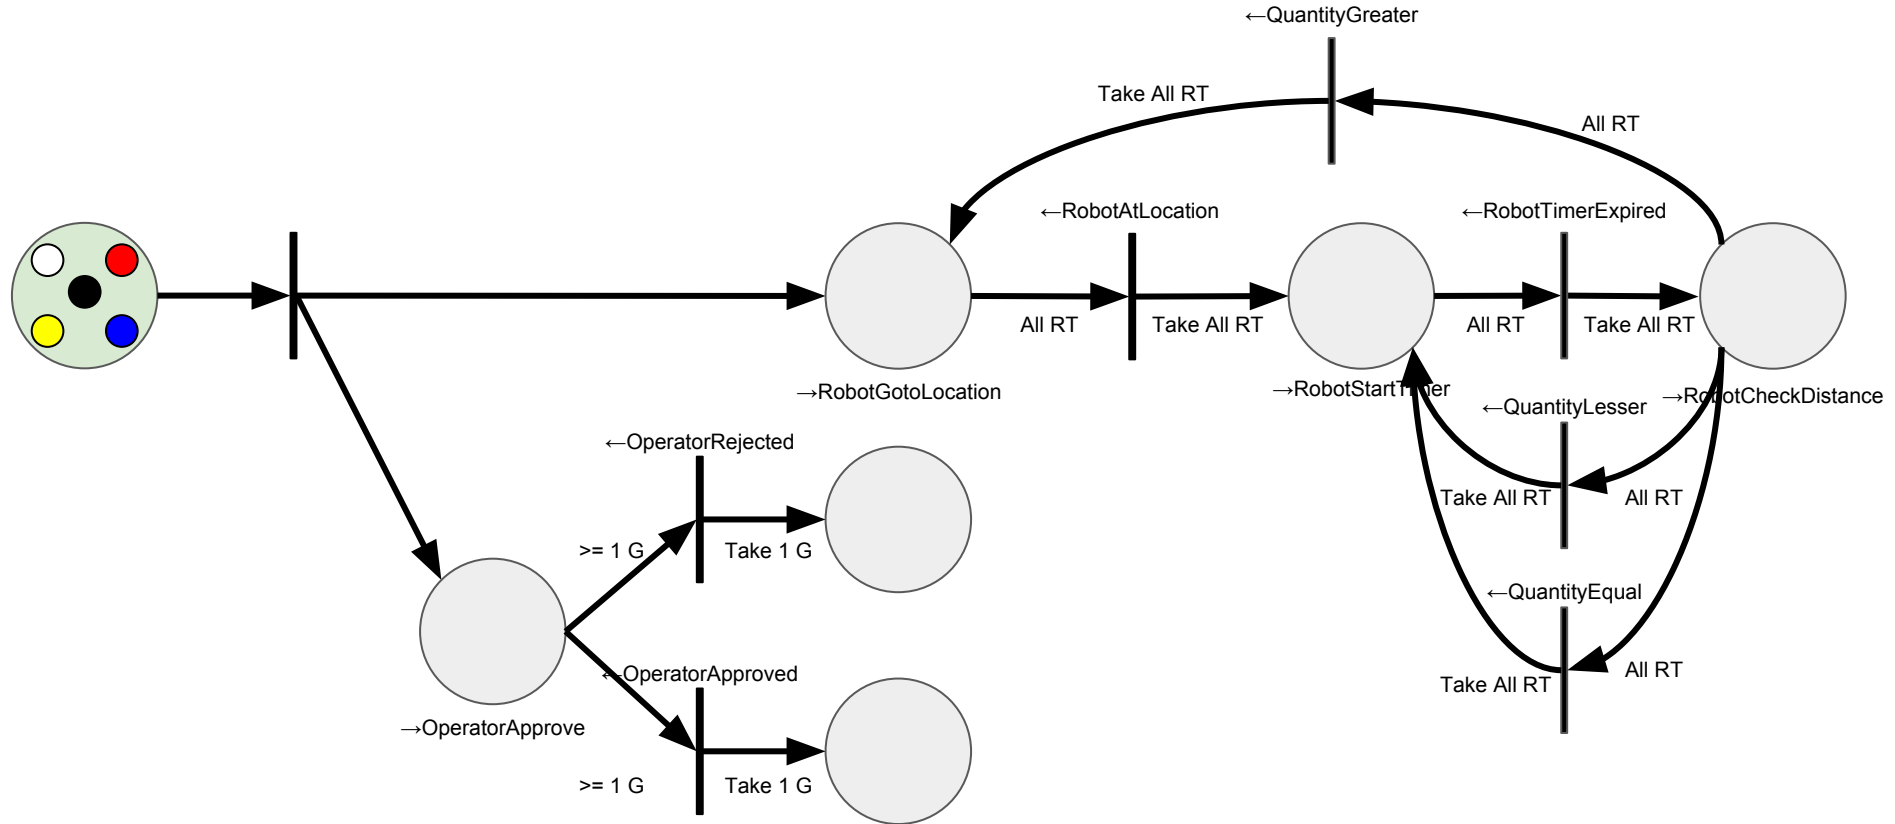 ←QuantityGreater
Take All RT
All RT
←RobotAtLocation
←RobotTimerExpired
All RT
Take All RT
All RT
Take All RT
→RobotGotoLocation
→RobotStartTimer
→RobotCheckDistance
←QuantityLesser
←OperatorRejected
Take All RT
All RT
>= 1 G
Take 1 G
←QuantityEqual
←OperatorApproved
Take All RT
All RT
→OperatorApprove
>= 1 G
Take 1 G